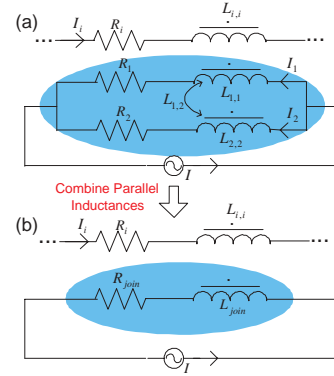 (a)
... I_i R_i L_{i,i} ...
R_1 L_{1,1} I_1
L_{1,2}
R_2 L_{2,2} I_2
I
Combine Parallel
Inductances
(b)
... I_i R_i L_{i,i} ...
R_{join} L_{join}
I